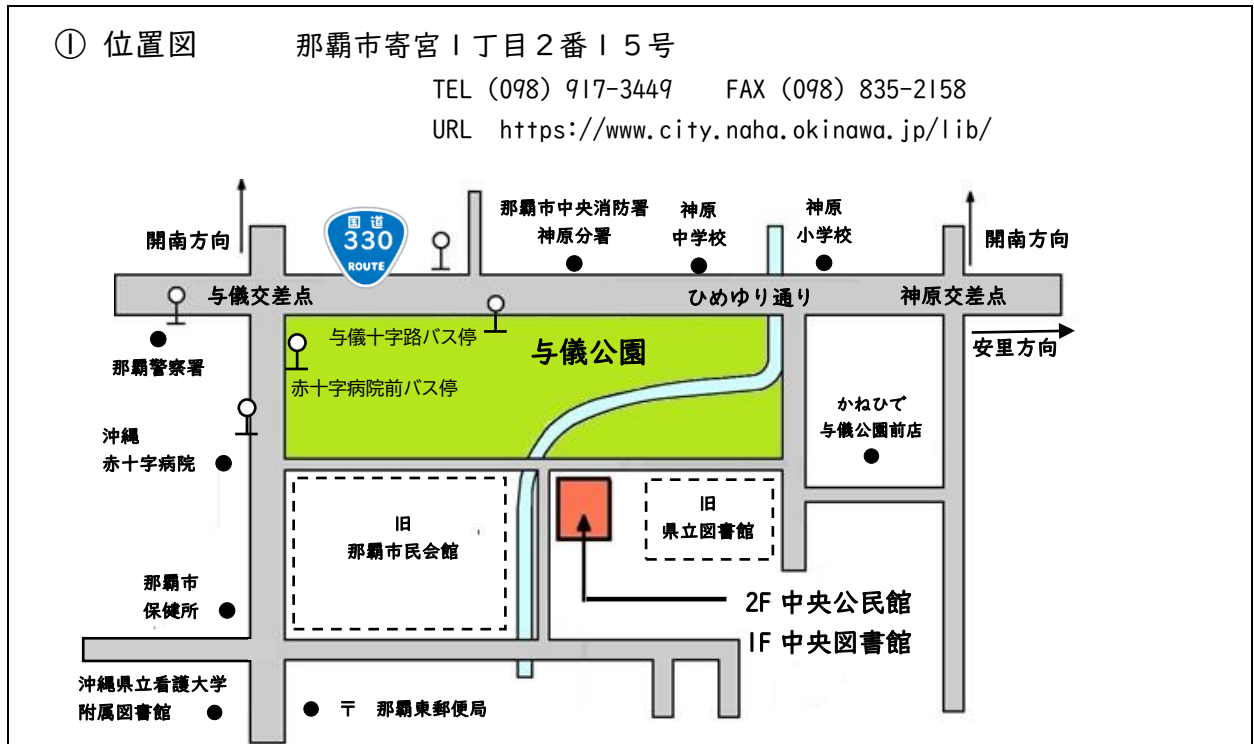 ① 位置図 那覇市寄宮1丁目2番15号
TEL (098) 917-3449 FAX (098) 835-2158
URL https://www.city.naha.okinawa.jp/lib/
開南方向
国道
330
ROUTE
那覇市中央消防署
神原分署
神原
中学校
神原
小学校
開南方向
与儀交差点
ひめゆり通り
神原交差点
那覇警察署
与儀十字路バス停
与儀公園
安里方向
赤十字病院前バス停
かねひで
与儀公園前店
沖縄
赤十字病院
旧
那覇市民会館
旧
県立図書館
那覇市
保健所
2F 中央公民館
1F 中央図書館
沖縄県立看護大学
附属図書館
〒 那覇東郵便局